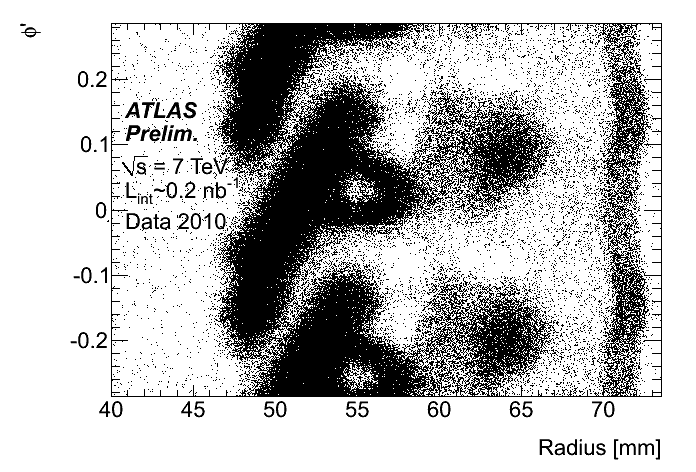 ϕ'
0.2
0.1
0
-0.1
-0.2
ATLAS
Prelim.
√s = 7 TeV
L_int~0.2 nb⁻¹
Data 2010
40 45 50 55 60 65 70
Radius [mm]